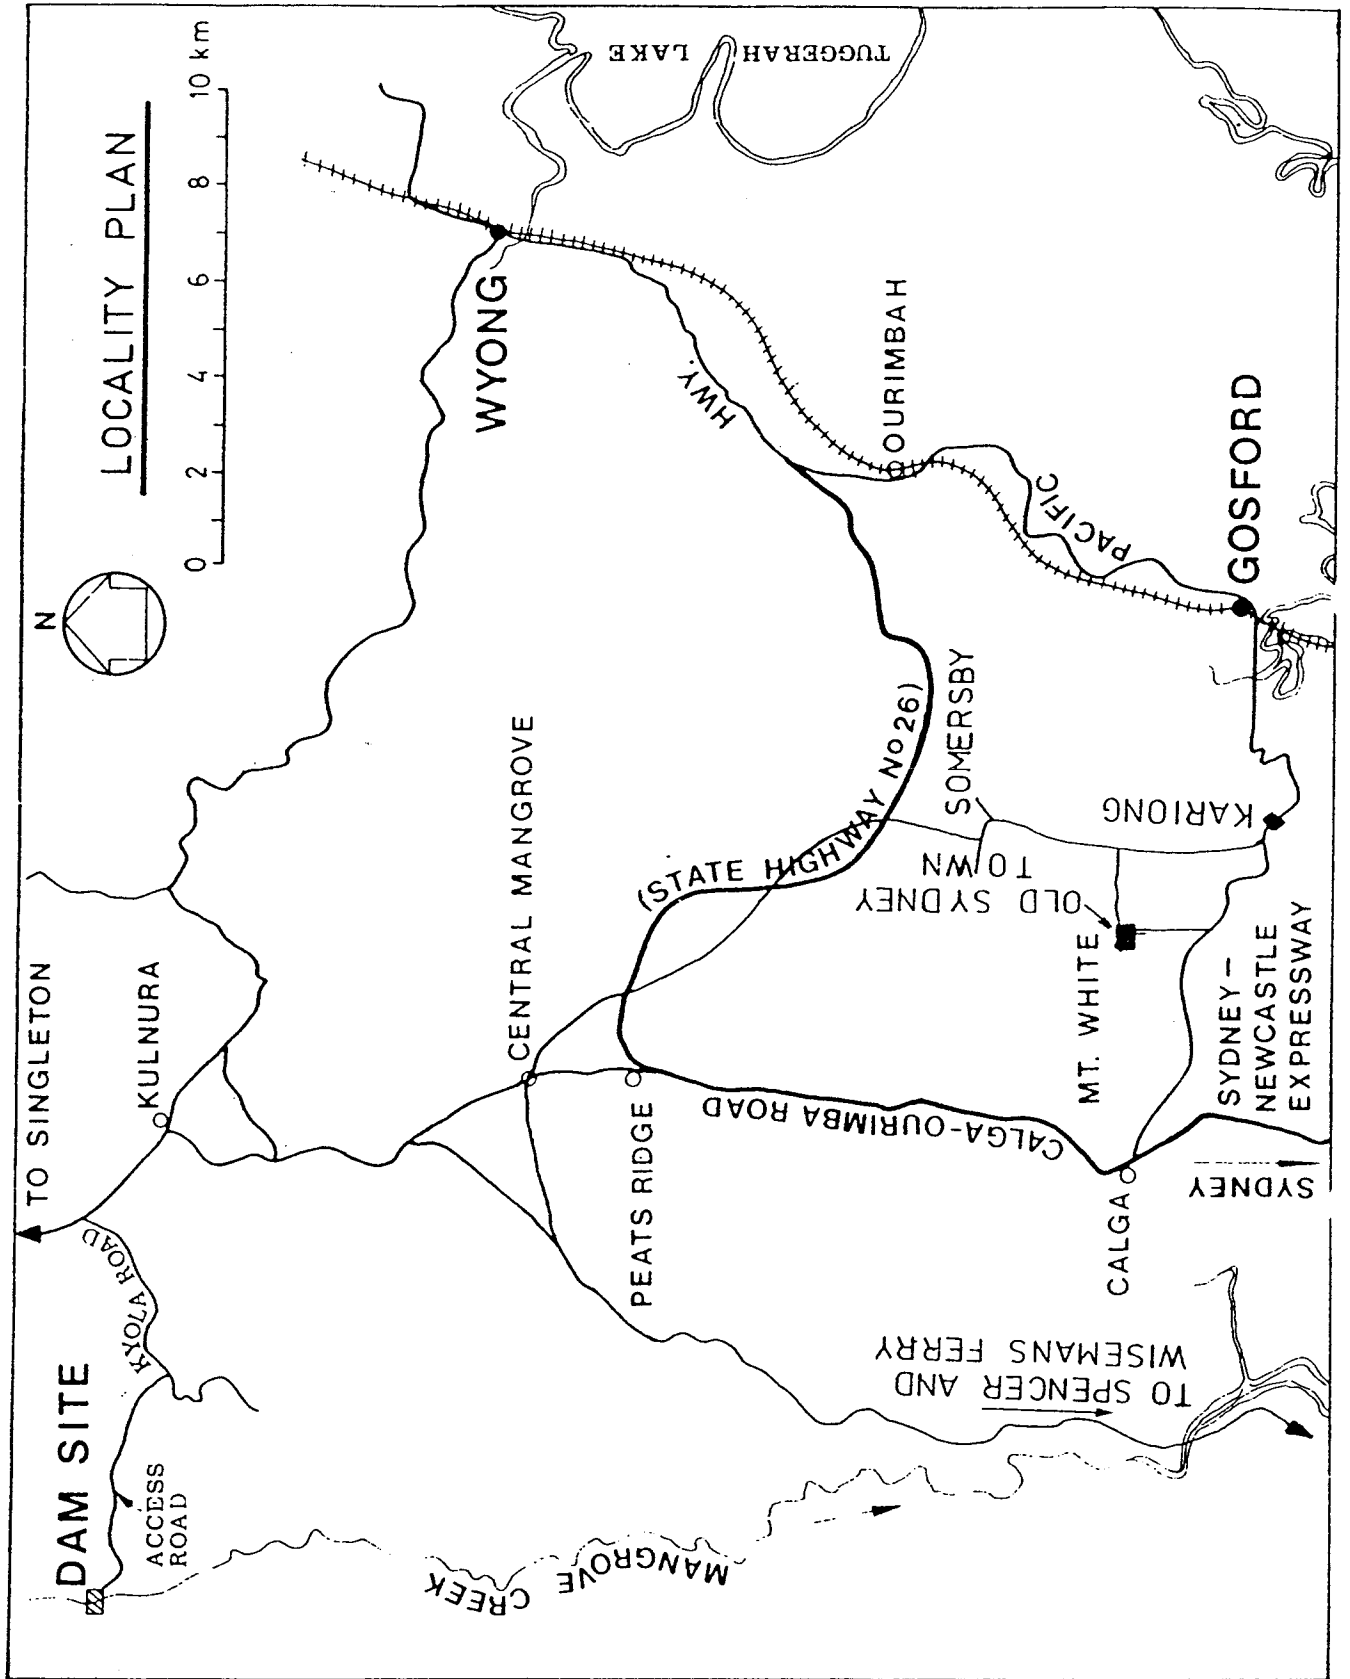 LOCALITY PLAN
0 2 4 6 8 10 km
N
TO SINGLETON
KULNURA
DAM SITE
ACCESS
ROAD
KYOLA ROAD
WYONG
TUGGERAH
LAKE
CENTRAL MANGROVE
PEATS RIDGE
HWY.
OURIMBAH
PACIFIC
GOSFORD
(STATE HIGHWAY No 26)
SOMERSBY
KARIONG
OLD SYDNEY
TOWN
MT. WHITE
CALGA-OURIMBA ROAD
CALGA
SYDNEY-
NEWCASTLE
EXPRESSWAY
SYDNEY
TO SPENCER AND
WISEMANS FERRY
MANGROVE CREEK